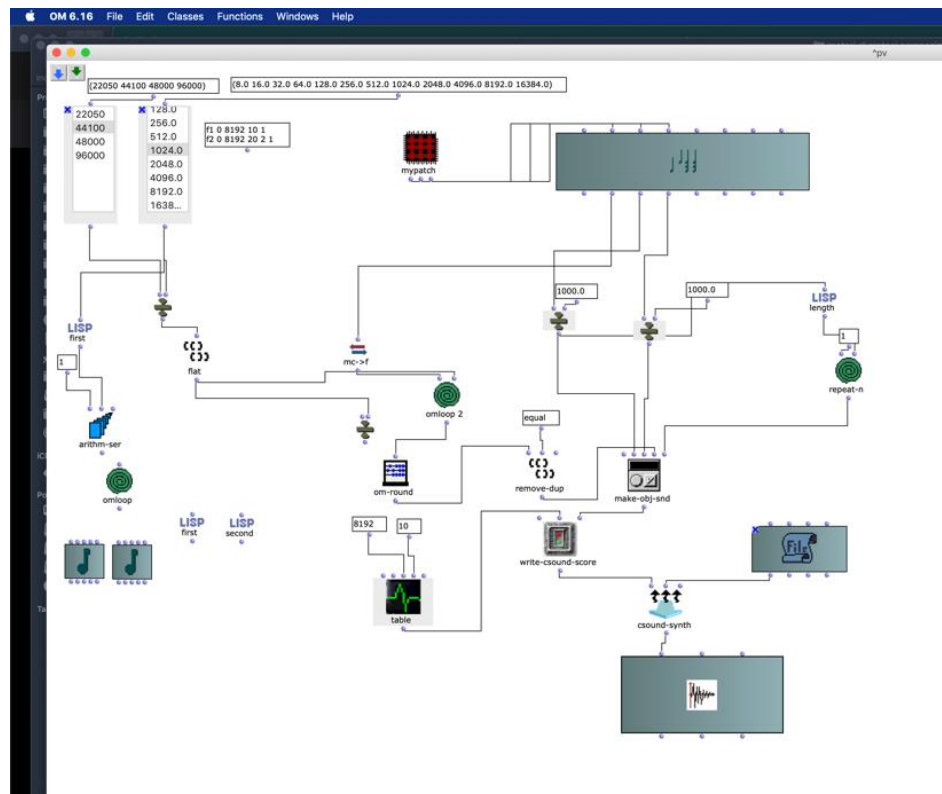 OM 6.16 File Edit Classes Functions Windows Help
^pv
(22050 44100 48000 96000)
(8.0 16.0 32.0 64.0 128.0 256.0 512.0 1024.0 2048.0 4096.0 8192.0 16384.0)
22050
44100
48000
96000
128.0
256.0
512.0
1024.0
2048.0
4096.0
8192.0
1638...
f1 0 8192 10 1
f2 0 8192 20 2 1
mypatch
1000.0
1000.0
LISP
length
LISP
first
1
1
flat
mc->f
repeat-n
omloop 2
equal
arithm-ser
om-round
remove-dup
make-obj-snd
omloop
LISP
first
LISP
second
8192
10
write-csound-score
File
table
csound-synth